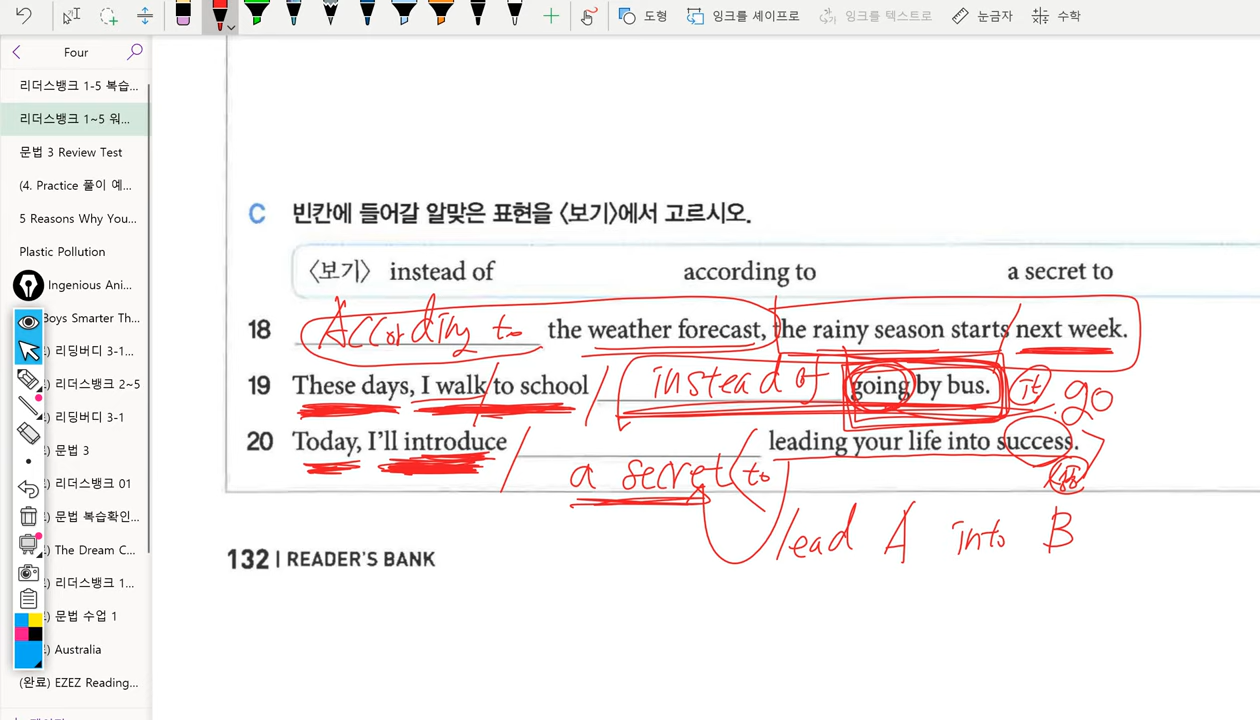 도형
잉크를 셰이프로
잉크를 텍스트로
눈금자
수학
Four
리더스뱅크 1-5 복습...
리더스뱅크 1~5 워...
문법 3 Review Test
(4. Practice 풀이 예...
5 Reasons Why You...
Plastic Pollution
Ingenious Ani...
Boys Smarter Th...
) 리딩버디 3-1...
) 리더스뱅크 2~5
) 리딩버디 3-1
) 문법 3
) 리더스뱅크 01
) 문법 복습확인...
) The Dream C...
) 리더스뱅크 1...
) 문법 수업 1
) Australia
(완료) EZEZ Reading...
C 빈칸에 들어갈 알맞은 표현을 〈보기〉에서 고르시오.
〈보기〉 instead of according to a secret to
18 According to the weather forecast, the rainy season starts next week.
19 These days, I walk to school instead of going by bus. go
20 Today, I'll introduce a secret to leading your life into success.
lead A into B
132 | READER'S BANK